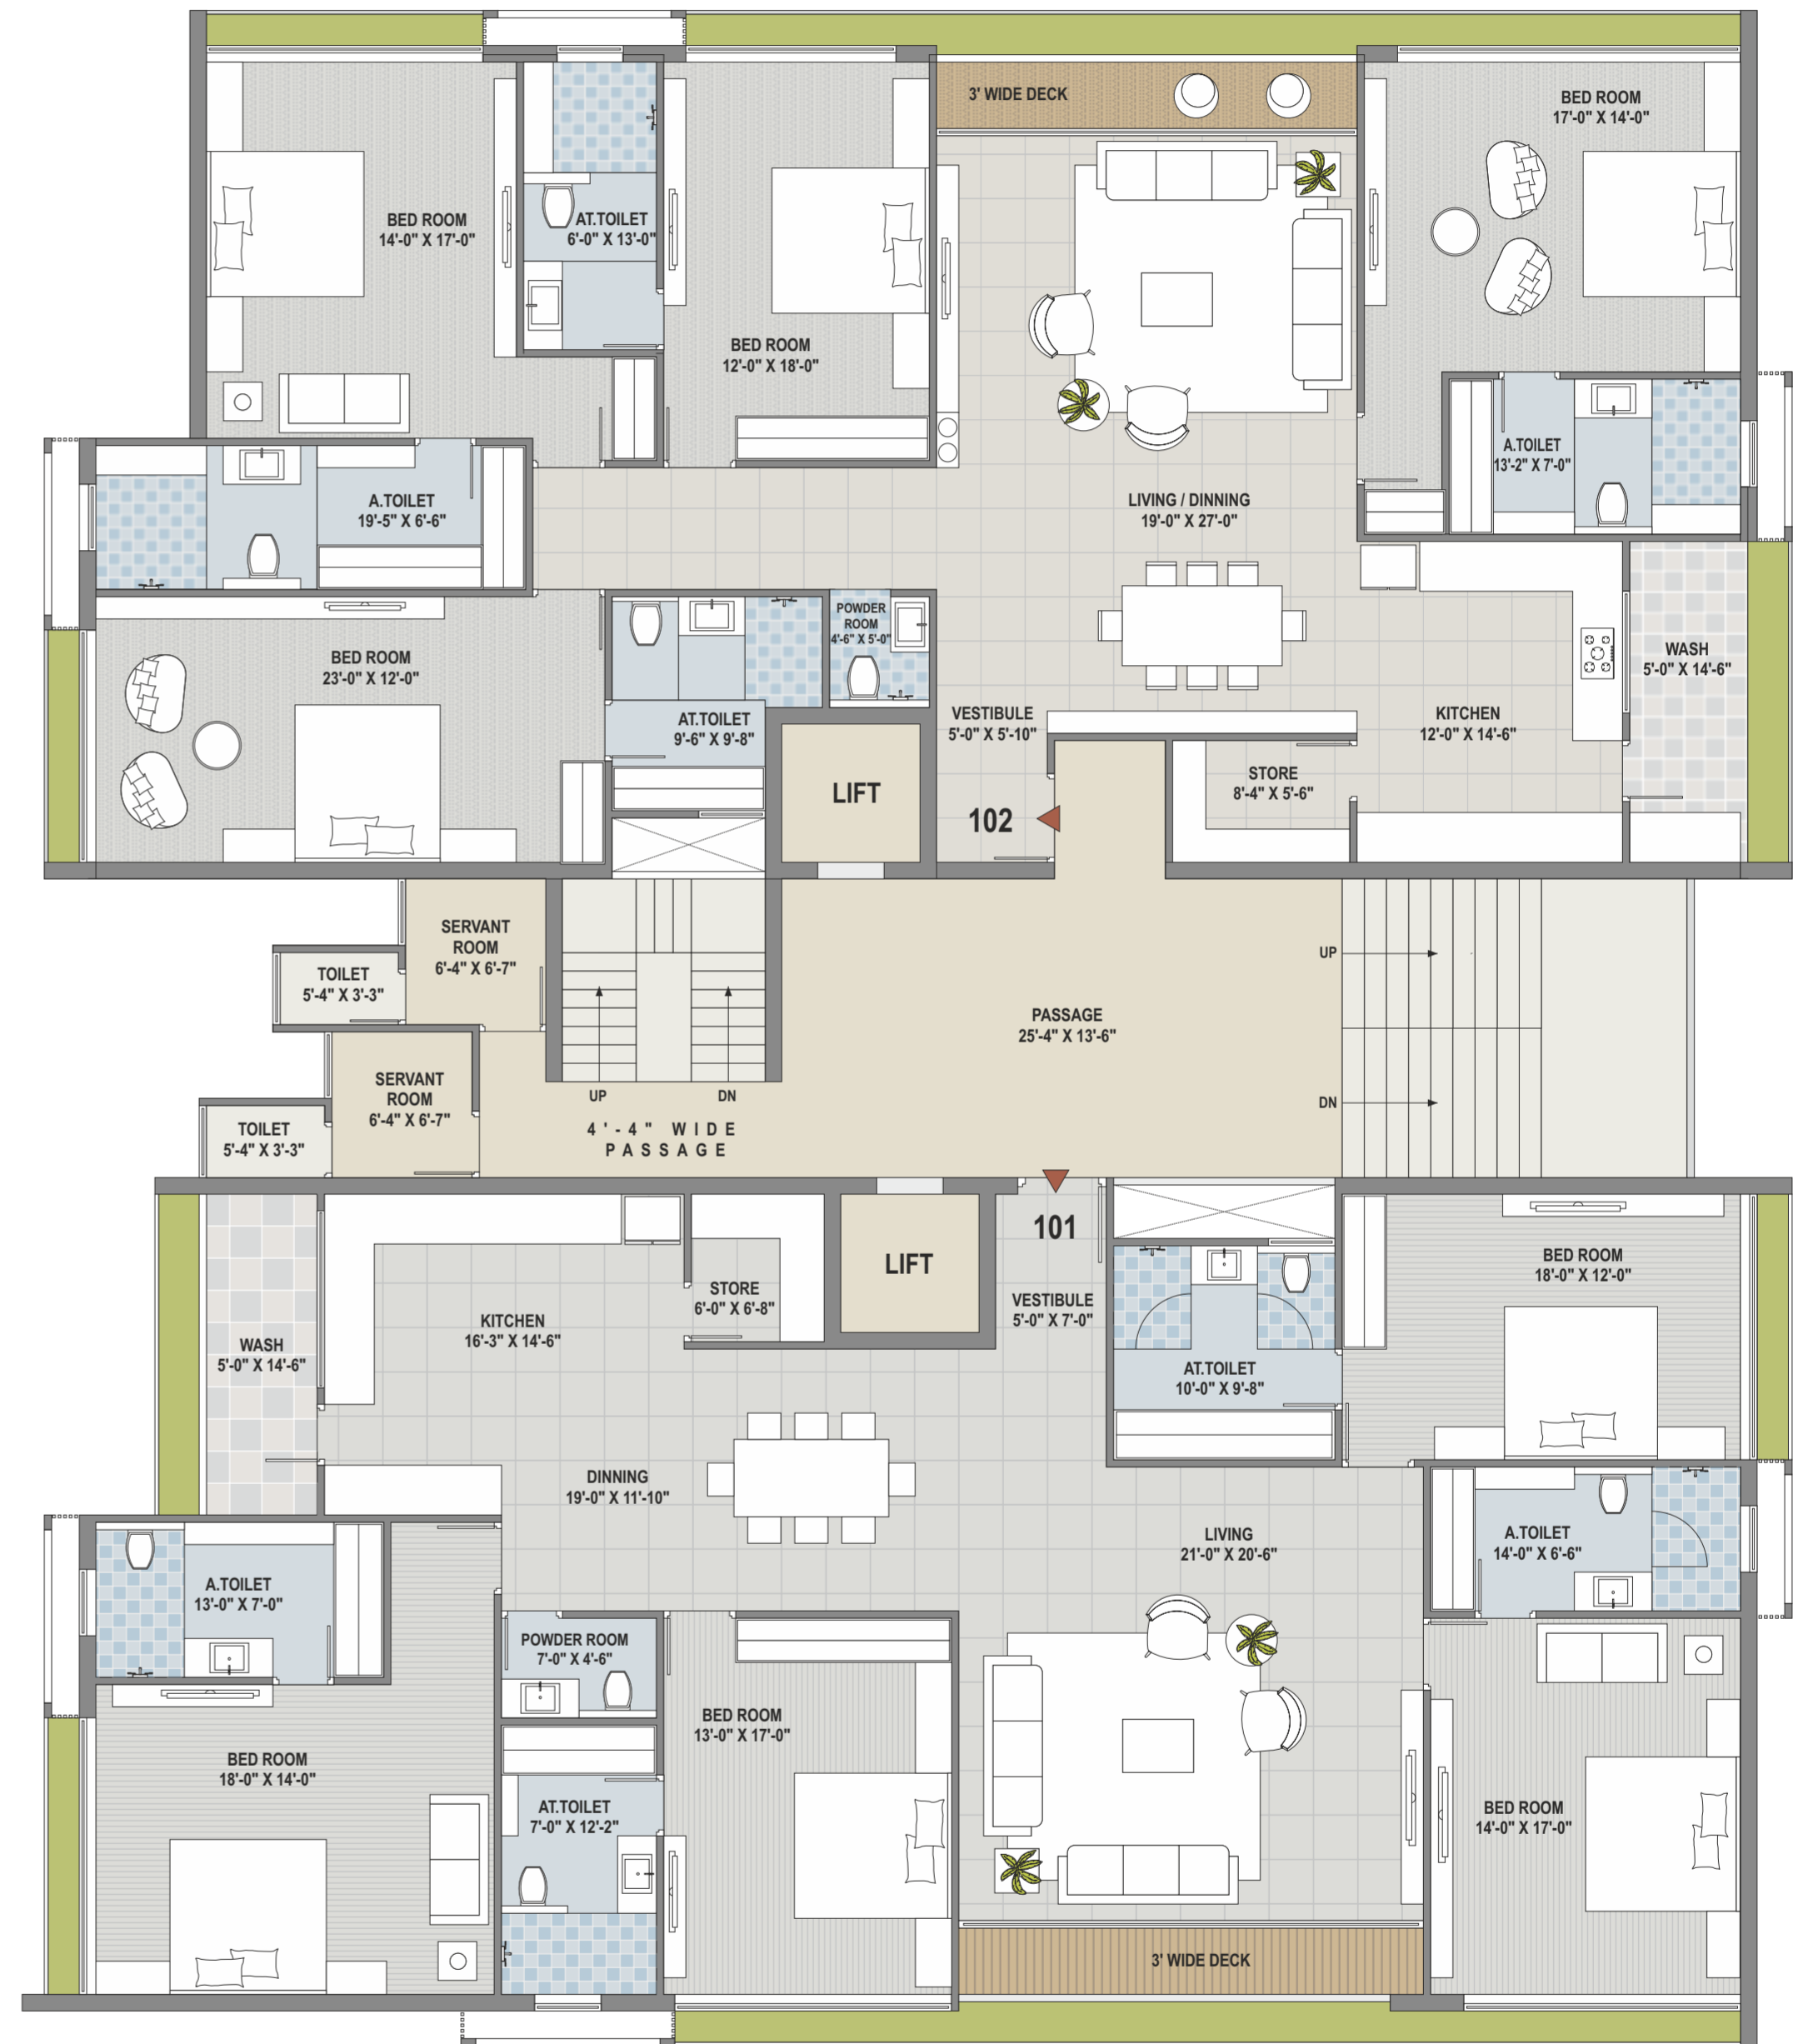 3' WIDE DECK
BED ROOM
17'-0" X 14'-0"
BED ROOM
14'-0" X 17'-0"
AT.TOILET
6'-0" X 13'-0"
BED ROOM
12'-0" X 18'-0"
A.TOILET
13'-2" X 7'-0"
A.TOILET
19'-5" X 6'-6"
LIVING / DINNING
19'-0" X 27'-0"
POWDER
ROOM
4'-6" X 5'-0"
BED ROOM
23'-0" X 12'-0"
WASH
5'-0" X 14'-6"
AT.TOILET
9'-6" X 9'-8"
VESTIBULE
5'-0" X 5'-10"
KITCHEN
12'-0" X 14'-6"
LIFT
STORE
8'-4" X 5'-6"
102
SERVANT
ROOM
6'-4" X 6'-7"
TOILET
5'-4" X 3'-3"
UP
PASSAGE
25'-4" X 13'-6"
SERVANT
ROOM
6'-4" X 6'-7"
UP
DN
DN
TOILET
5'-4" X 3'-3"
4'-4" WIDE
PASSAGE
101
LIFT
BED ROOM
18'-0" X 12'-0"
STORE
6'-0" X 6'-8"
VESTIBULE
5'-0" X 7'-0"
KITCHEN
16'-3" X 14'-6"
WASH
5'-0" X 14'-6"
AT.TOILET
10'-0" X 9'-8"
DINNING
19'-0" X 11'-10"
LIVING
21'-0" X 20'-6"
A.TOILET
14'-0" X 6'-6"
A.TOILET
13'-0" X 7'-0"
POWDER ROOM
7'-0" X 4'-6"
BED ROOM
13'-0" X 17'-0"
BED ROOM
18'-0" X 14'-0"
AT.TOILET
7'-0" X 12'-2"
BED ROOM
14'-0" X 17'-0"
3' WIDE DECK